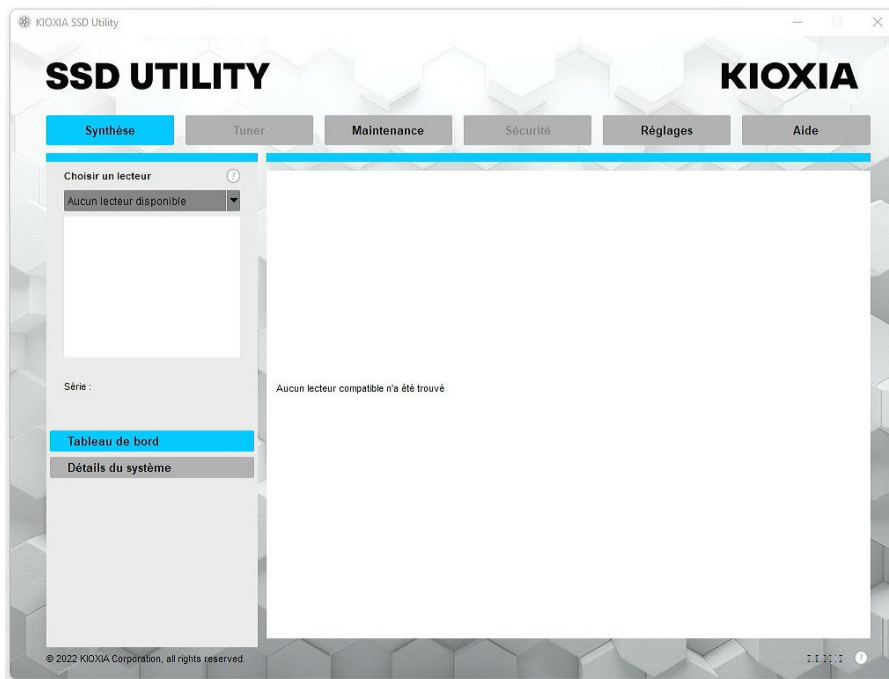 KIOXIA SSD Utility
SSD UTILITY
KIOXIA
Synthèse
Tuner
Maintenance
Sécurité
Réglages
Aide
Choisir un lecteur
?
Aucun lecteur disponible
Série :
Aucun lecteur compatible n'a été trouvé
Tableau de bord
Détails du système
© 2022 KIOXIA Corporation, all rights reserved.
?